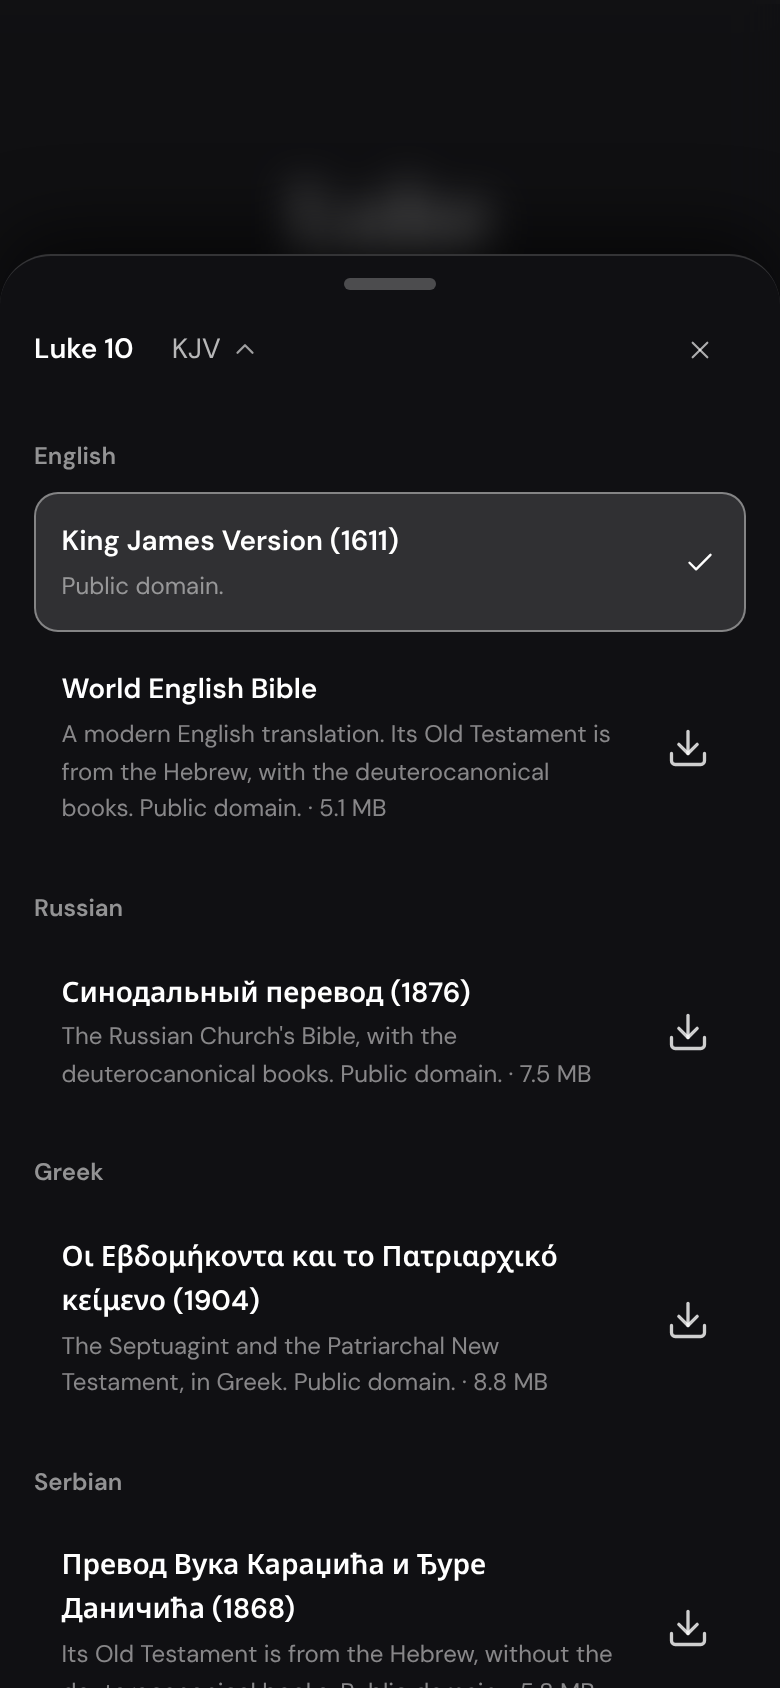 Luke 10 KJV
English
King James Version (1611)
Public domain.
World English Bible
A modern English translation. Its Old Testament is
from the Hebrew, with the deuterocanonical
books. Public domain. · 5.1 MB
Russian
Синодальный перевод (1876)
The Russian Church's Bible, with the
deuterocanonical books. Public domain. · 7.5 MB
Greek
Οι Εβδομήκοντα και το Πατριαρχικό
κείμενο (1904)
The Septuagint and the Patriarchal New
Testament, in Greek. Public domain. · 8.8 MB
Serbian
Превод Вука Караџића и Ђуре
Даничића (1868)
Its Old Testament is from the Hebrew, without the